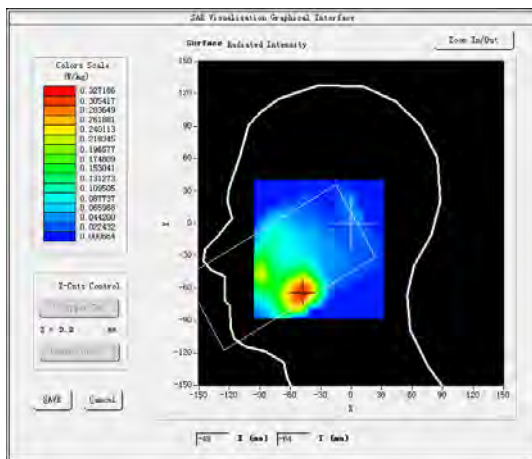 SAR Visualisation Graphical Interface
Surface Radiated Intensity
Zoom In/Out
Colors Scale
(W/kg)
0.327186
0.305417
0.283649
0.261881
0.240113
0.218345
0.196577
0.174809
0.153041
0.131273
0.109505
0.087737
0.065968
0.044200
0.022432
0.000664
150
120
90
60
30
0
-30
-60
-90
-120
-150
Y
-150 -120 -90 -60 -30 0 30 60 90 120 150
X
Z-Cuts Control
mm
SAVE
Cancel
-48 X (mm) -64 Y (mm)